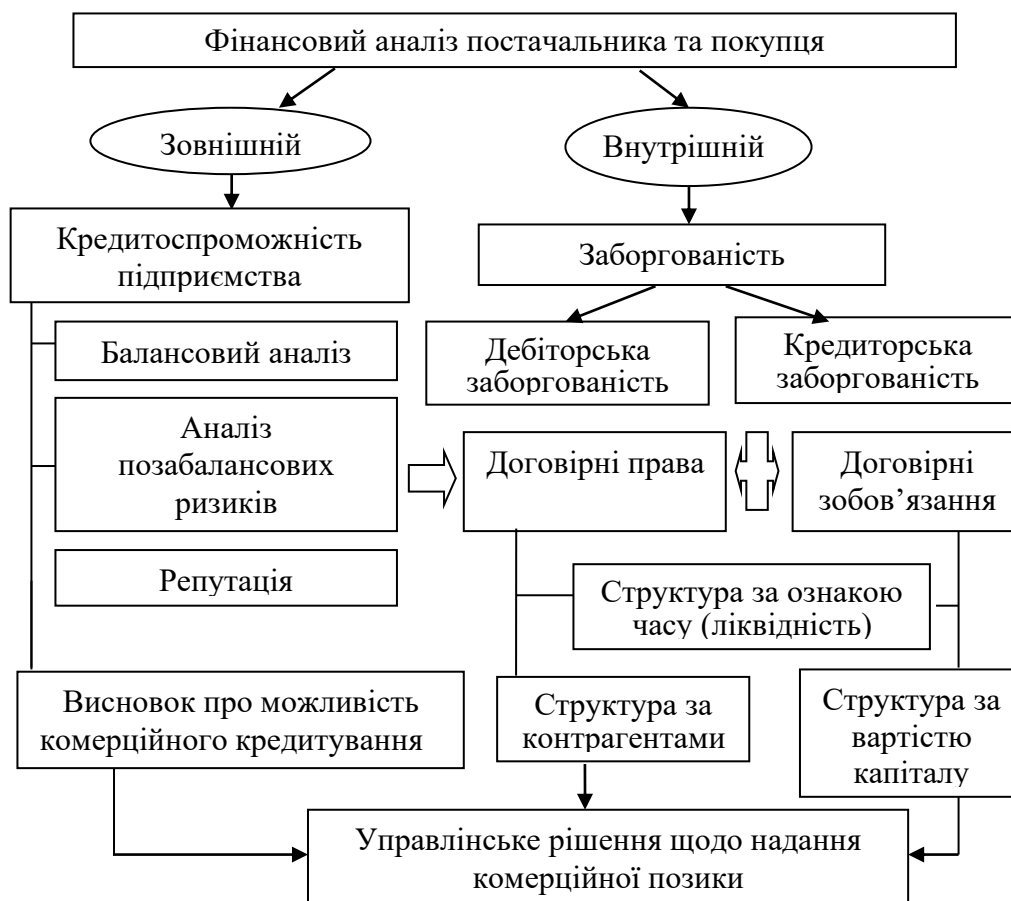 Фінансовий аналіз постачальника та покупця
Зовнішній
Внутрішній
Кредитоспроможність
підприємства
Заборгованість
Балансовий аналіз
Дебіторська
заборгованість
Кредиторська
заборгованість
Аналіз
позабалансових
ризиків
Договірні права
Договірні
зобов’язання
Репутація
Структура за ознакою
часу (ліквідність)
Висновок про можливість
комерційного кредитування
Структура за
контрагентами
Структура за
вартістю
капіталу
Управлінське рішення щодо надання
комерційної позики